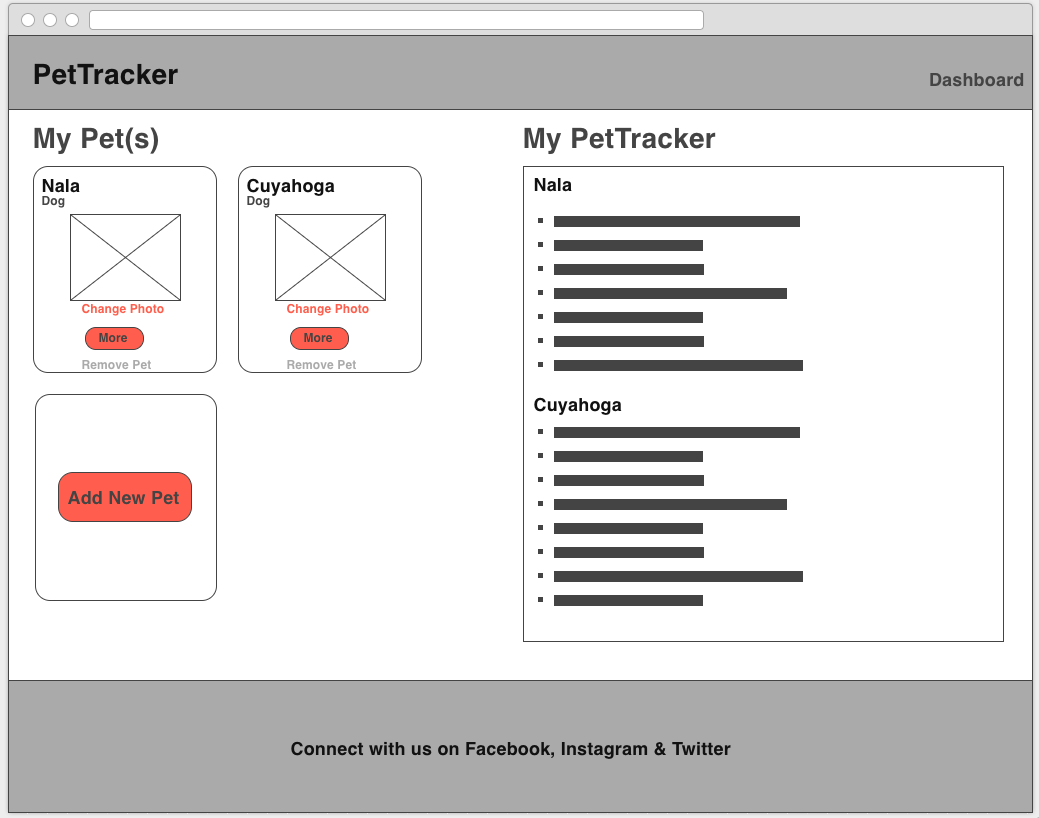 PetTracker
Dashboard
My Pet(s)
Nala
Dog
Change Photo
More
Remove Pet
Cuyahoga
Dog
Change Photo
More
Remove Pet
Add New Pet
My PetTracker
Nala
Cuyahoga
Connect with us on Facebook, Instagram & Twitter